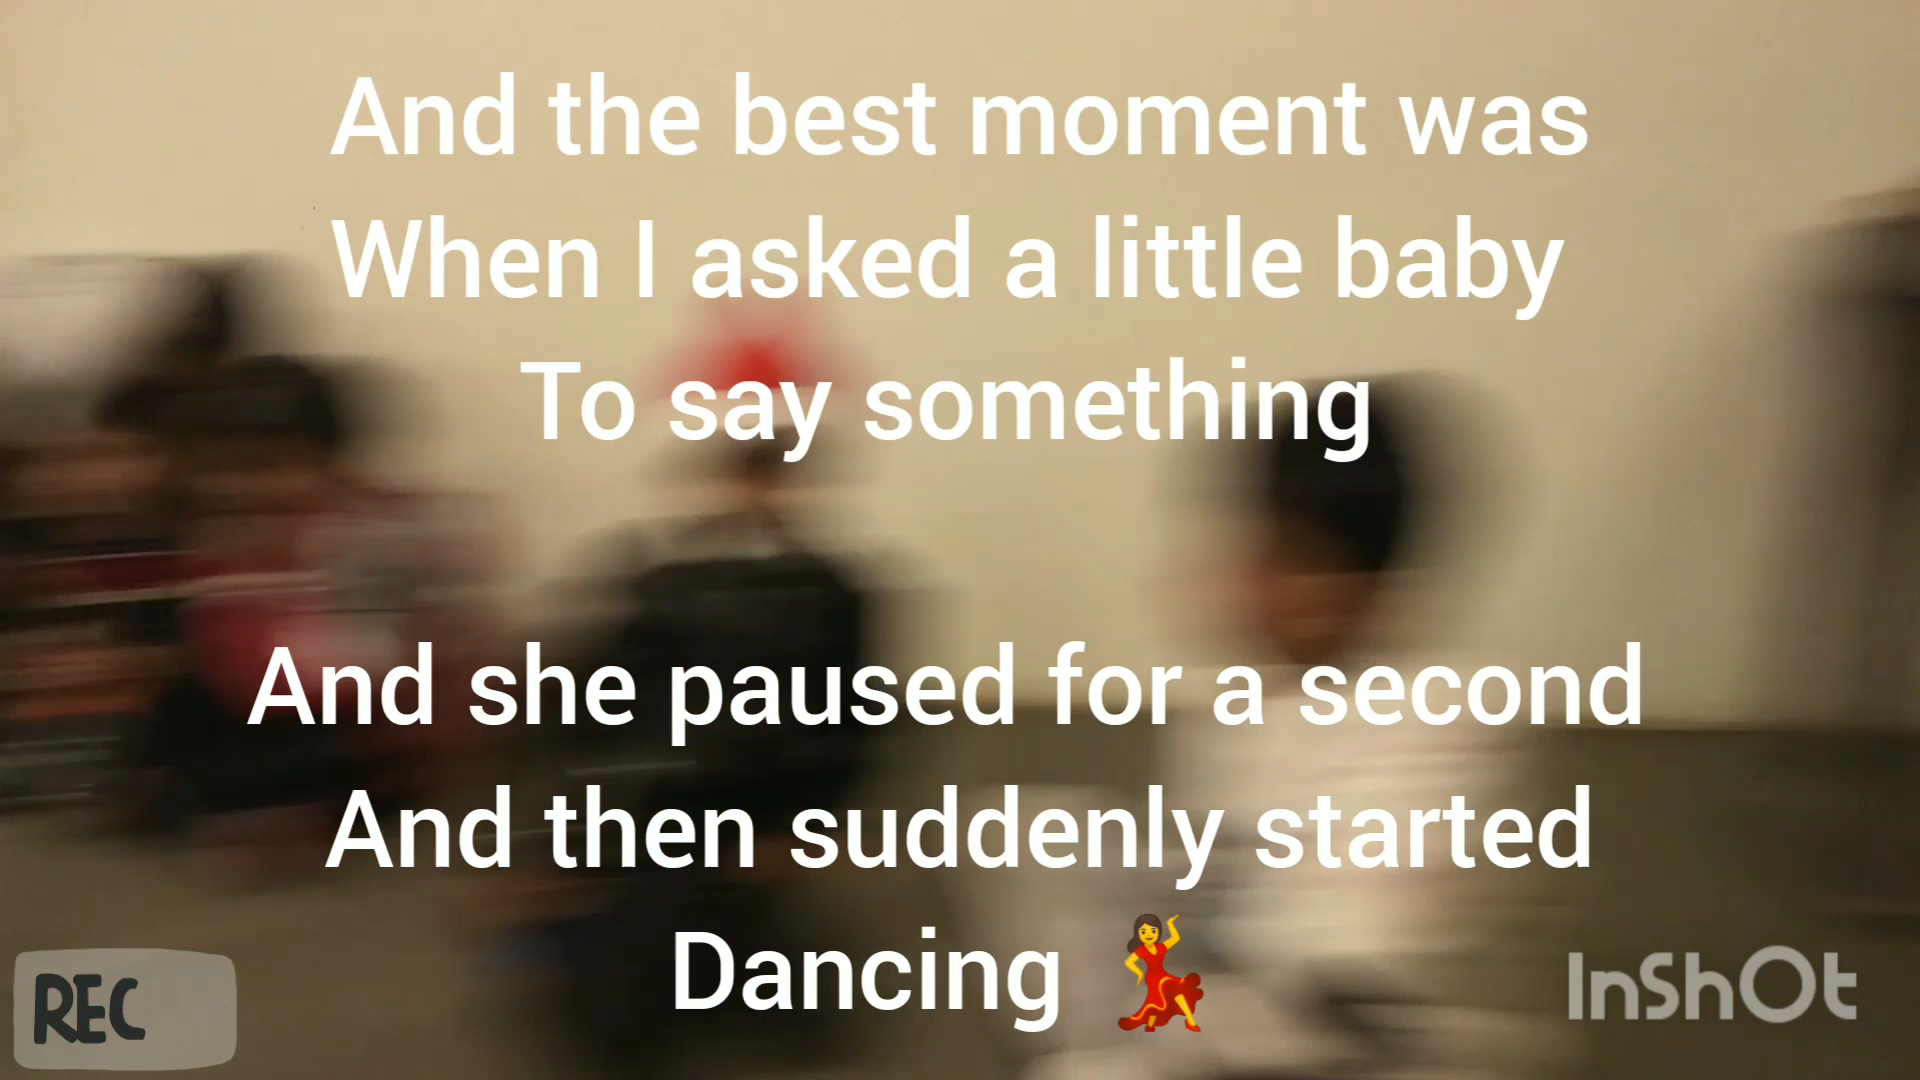 And the best moment was
When I asked a little baby
To say something
And she paused for a second
And then suddenly started
Dancing 💃
REC
InShOt